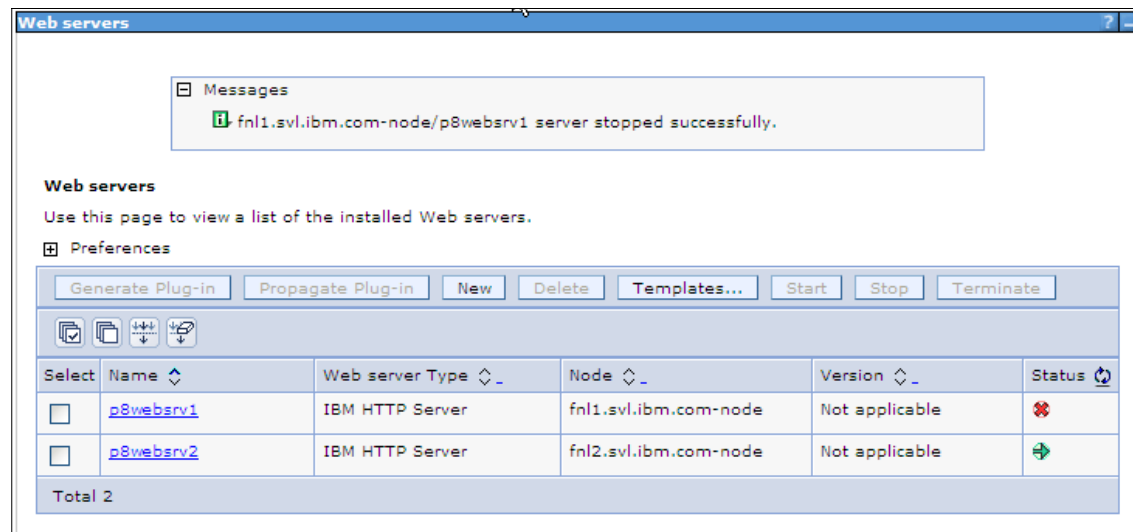 Web servers ? -
Messages
fnl1.svl.ibm.com-node/p8websrv1 server stopped successfully.
Web servers
Use this page to view a list of the installed Web servers.
Preferences
Generate Plug-in Propagate Plug-in New Delete Templates... Start Stop Terminate
Select Name Web server Type Node Version Status
p8websrv1 IBM HTTP Server fnl1.svl.ibm.com-node Not applicable
p8websrv2 IBM HTTP Server fnl2.svl.ibm.com-node Not applicable
Total 2